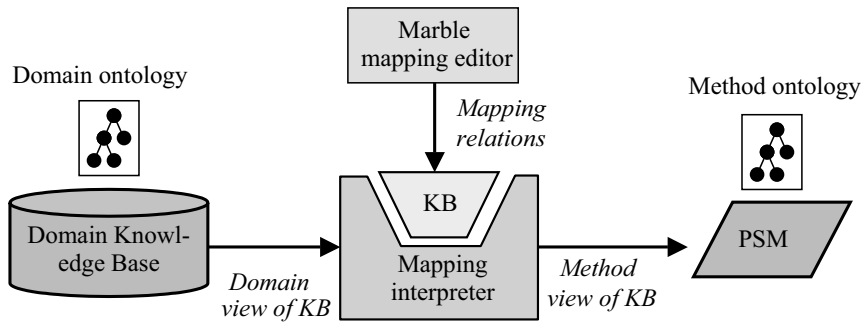 Marble
mapping editor
Domain ontology
Method ontology
Mapping
relations
KB
Domain Knowl-
edge Base
PSM
Mapping
interpreter
Domain
view of KB
Method
view of KB